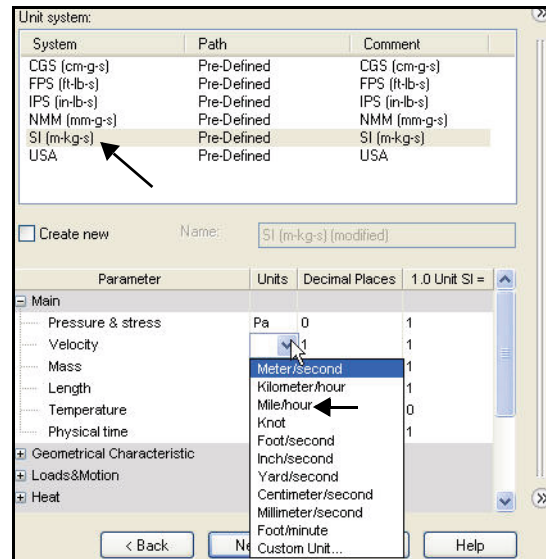 Unit system:
System Path Comment
CGS (cm-g-s) Pre-Defined CGS (cm-g-s)
FPS (ft-lb-s) Pre-Defined FPS (ft-lb-s)
IPS (in-lb-s) Pre-Defined IPS (in-lb-s)
NMM (mm-g-s) Pre-Defined NMM (mm-g-s)
SI (m-kg-s) Pre-Defined SI (m-kg-s)
USA Pre-Defined USA
Create new Name: SI (m-kg-s) (modified)
Parameter Units Decimal Places 1.0 Unit SI =
Main
Pressure & stress Pa 0 1
Velocity 1 1
Mass 1
Length 1
Temperature 0
Physical time 1
Geometrical Characteristic
Loads&Motion
Heat
Meter/second
Kilometer/hour
Mile/hour
Knot
Foot/second
Inch/second
Yard/second
Centimeter/second
Millimeter/second
Foot/minute
Custom Unit...
< Back Ne Help